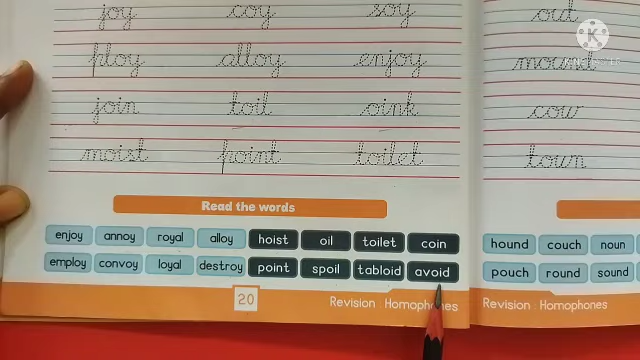 joy coy soy
ploy alloy enjoy
join toil oink
moist point toilet
Read the words
enjoy annoy royal alloy hoist oil toilet coin
employ convoy loyal destroy point spoil tabloid avoid
20
Revision : Homophones
out
mound
cow
town
hound couch noun
pouch round sound
Revision : Homophones